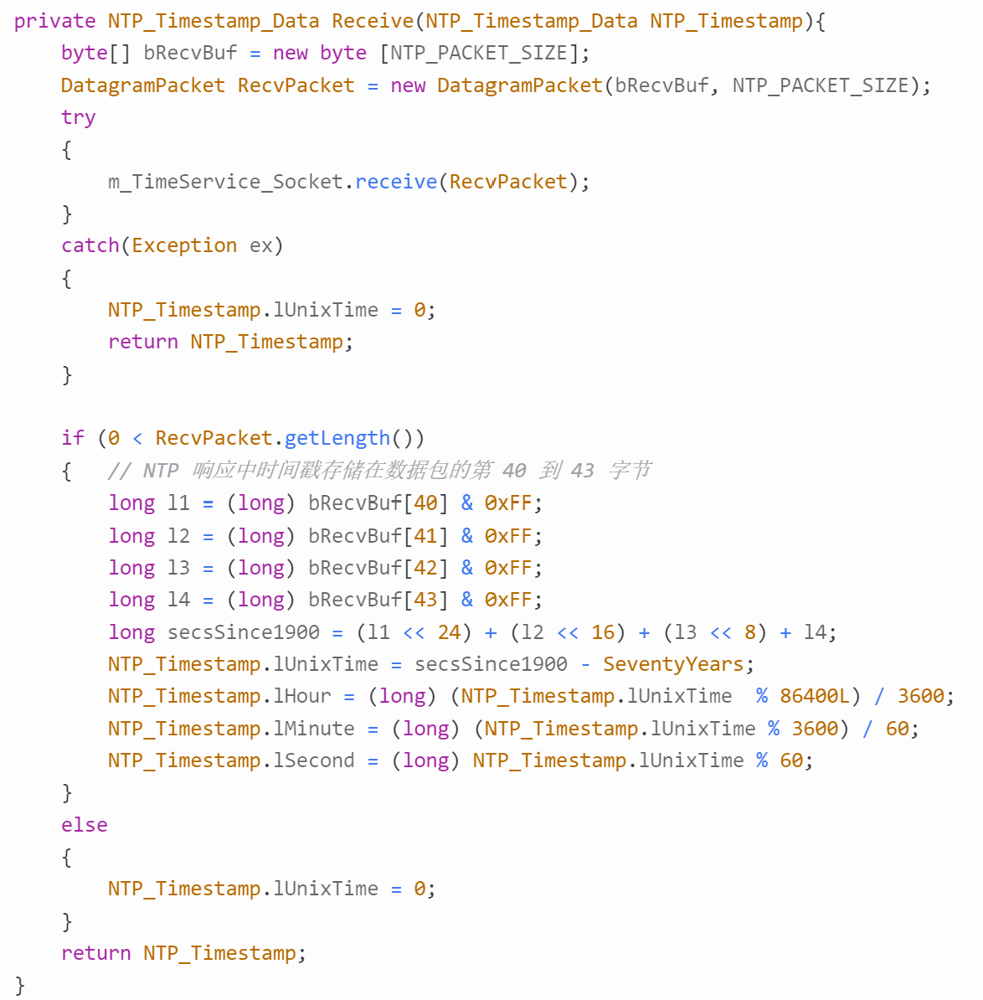 private NTP_Timestamp_Data Receive(NTP_Timestamp_Data NTP_Timestamp){
    byte[] bRecvBuf = new byte [NTP_PACKET_SIZE];
    DatagramPacket RecvPacket = new DatagramPacket(bRecvBuf, NTP_PACKET_SIZE);
    try
    {
        m_TimeService_Socket.receive(RecvPacket);
    }
    catch(Exception ex)
    {
        NTP_Timestamp.lUnixTime = 0;
        return NTP_Timestamp;
    }

    if (0 < RecvPacket.getLength())
    {   // NTP 响应中时间戳存储在数据包的第 40 到 43 字节
        long l1 = (long) bRecvBuf[40] & 0xFF;
        long l2 = (long) bRecvBuf[41] & 0xFF;
        long l3 = (long) bRecvBuf[42] & 0xFF;
        long l4 = (long) bRecvBuf[43] & 0xFF;
        long secsSince1900 = (l1 << 24) + (l2 << 16) + (l3 << 8) + l4;
        NTP_Timestamp.lUnixTime = secsSince1900 - SeventyYears;
        NTP_Timestamp.lHour = (long) (NTP_Timestamp.lUnixTime  % 86400L) / 3600;
        NTP_Timestamp.lMinute = (long) (NTP_Timestamp.lUnixTime % 3600) / 60;
        NTP_Timestamp.lSecond = (long) NTP_Timestamp.lUnixTime % 60;
    }
    else
    {
        NTP_Timestamp.lUnixTime = 0;
    }
    return NTP_Timestamp;
}